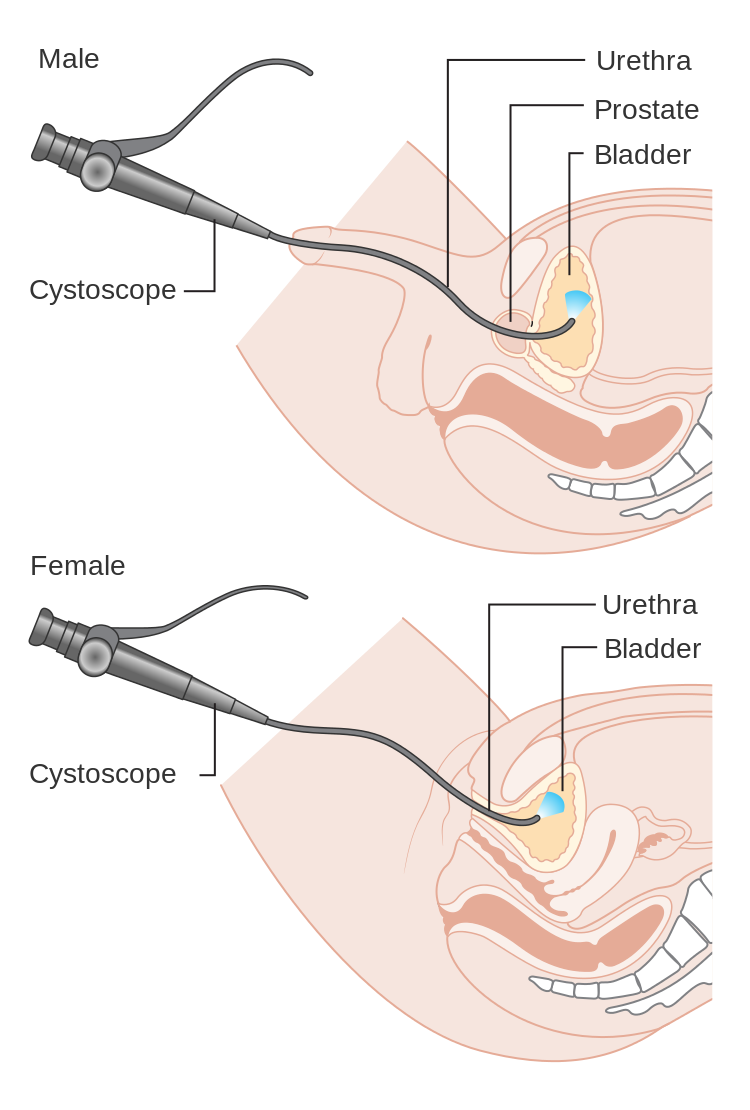 Male
Urethra
Prostate
Bladder
Cystoscope
Female
Urethra
Bladder
Cystoscope